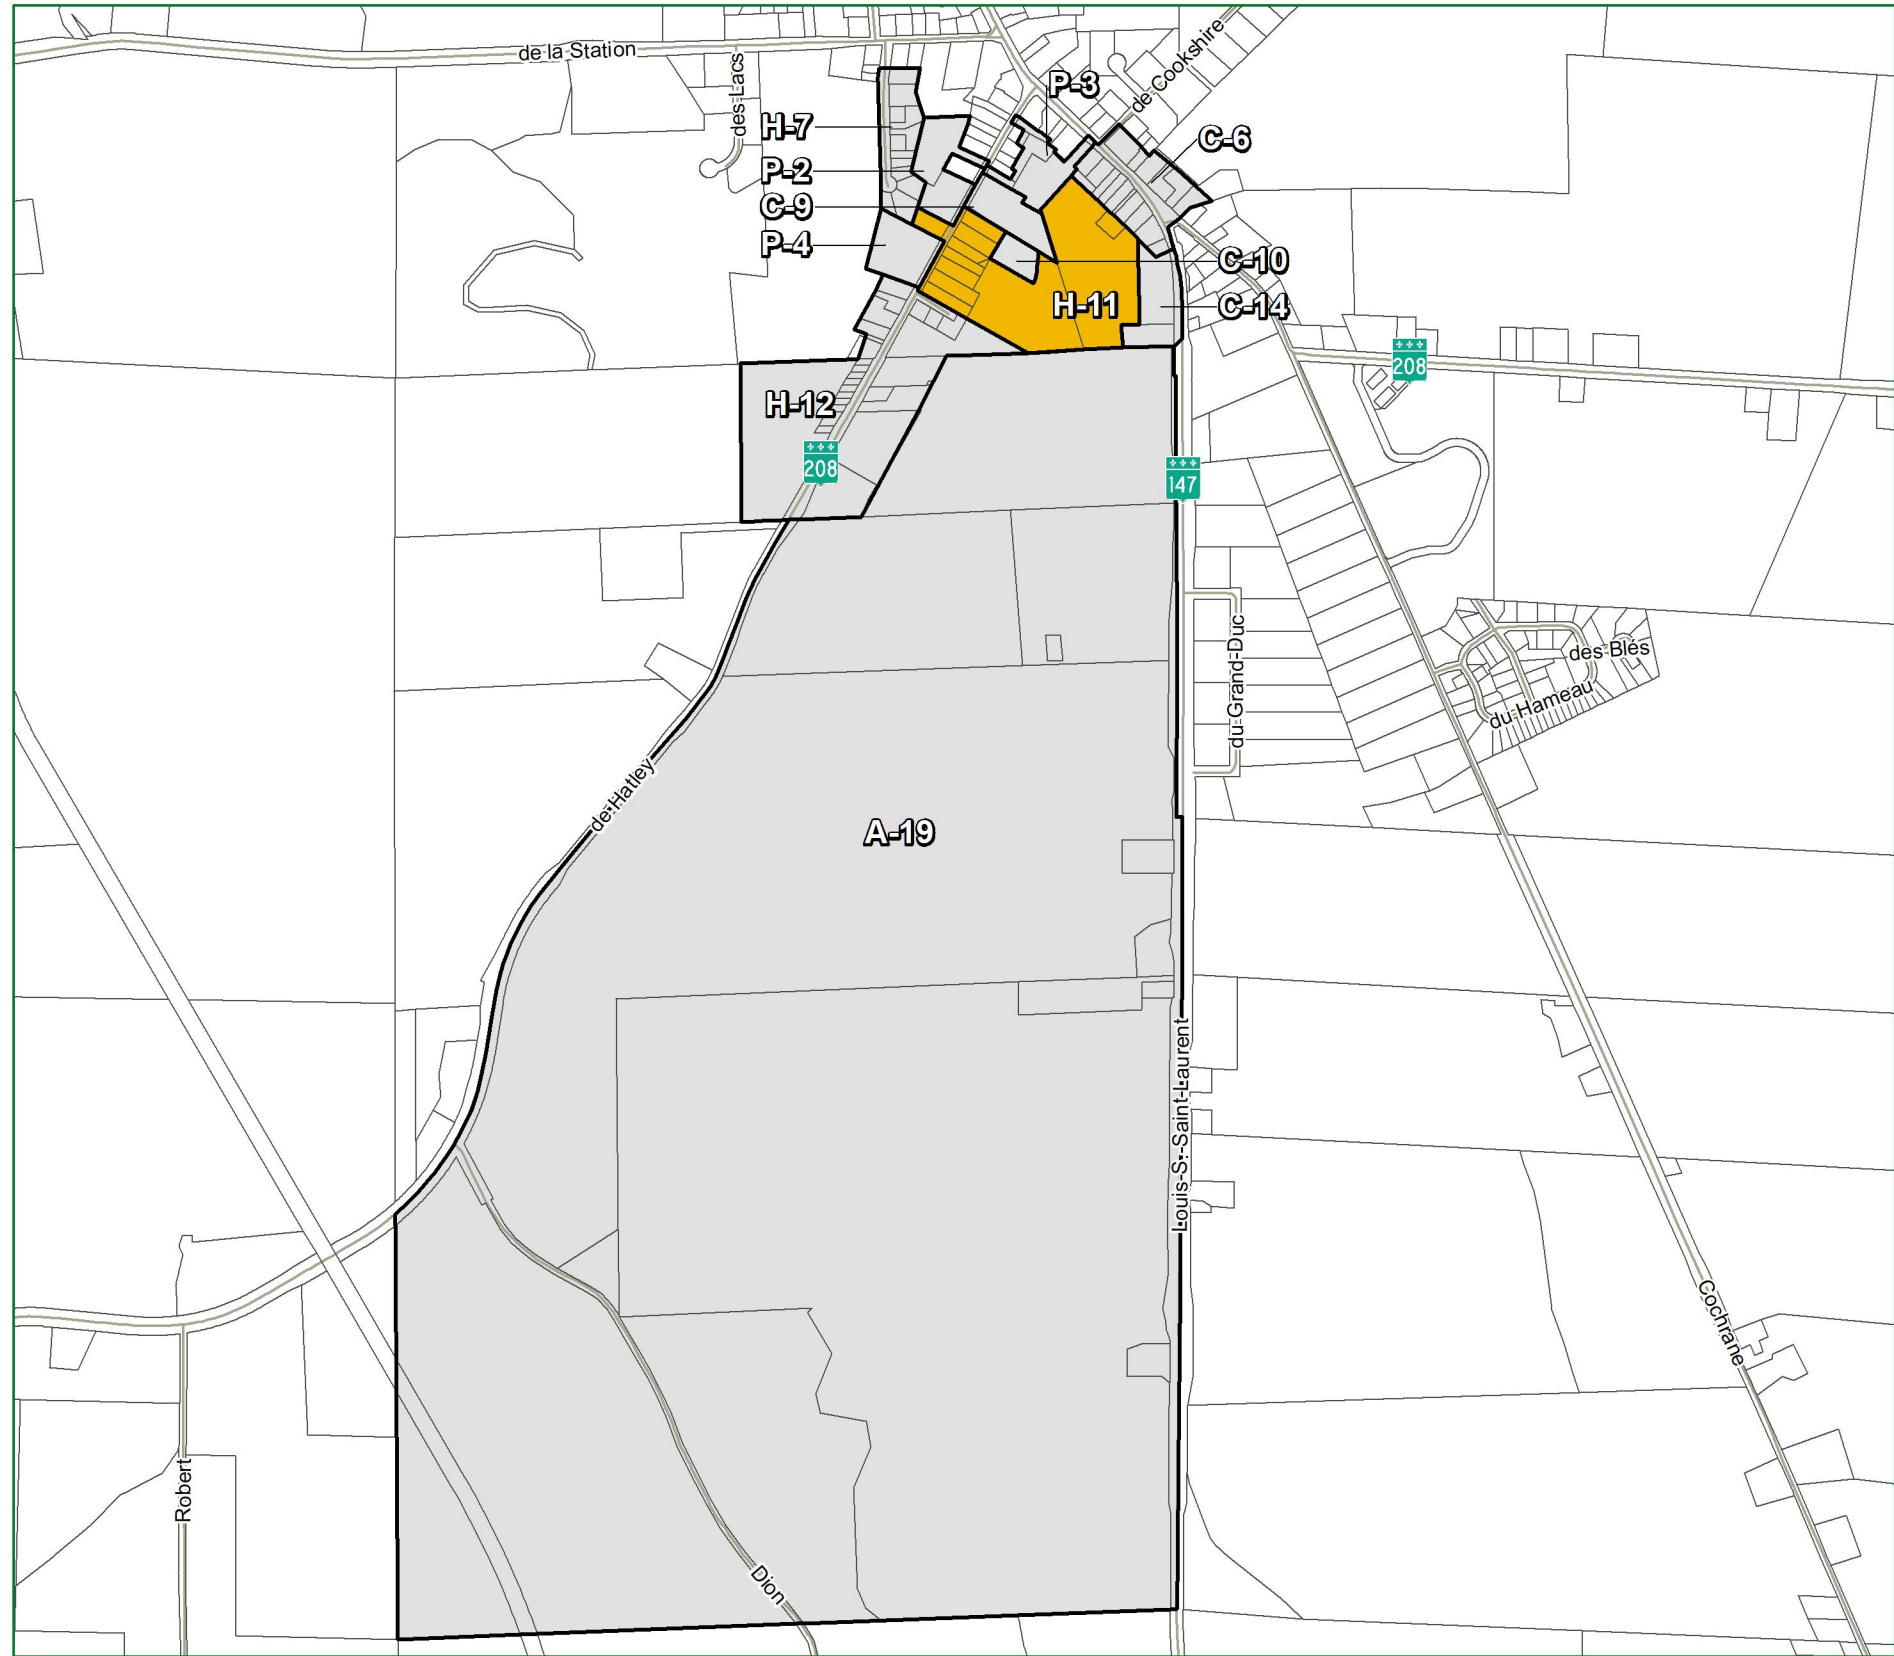 de la Station
des Lacs
de Cookshire
P-3
H-7
C-6
P-2
C-9
P-4
C-10
H-11
C-14
208
H-12
208
147
du Grand-Duc
des Blés
du Hameau
de Hatley
A-19
Louis-S.-Saint-Laurent
Cochrane
Robert
Dion